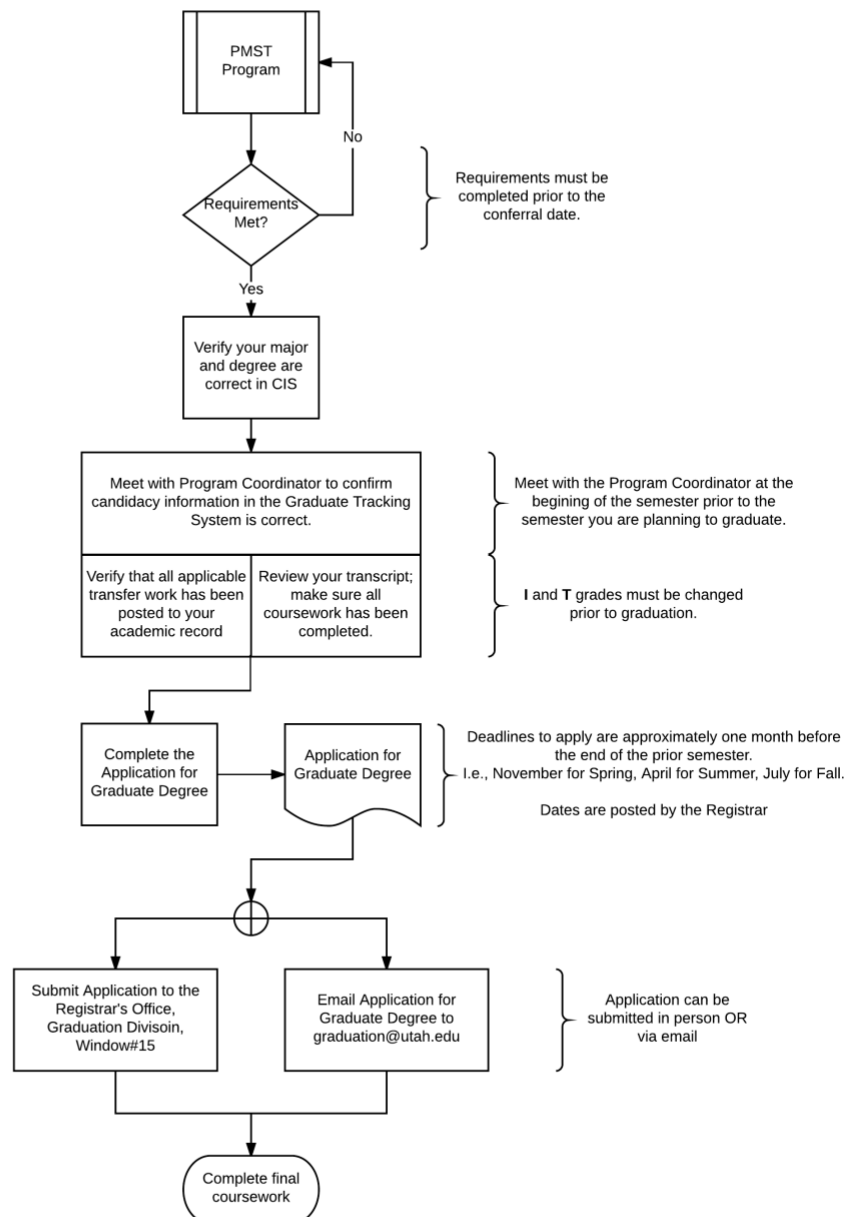 PMST
Program
No
Requirements
Met?
Requirements must be
completed prior to the
conferral date.
Yes
Verify your major
and degree are
correct in CIS
Meet with Program Coordinator to confirm
candidacy information in the Graduate Tracking
System is correct.
Meet with the Program Coordinator at the
begining of the semester prior to the
semester you are planning to graduate.
Verify that all applicable
transfer work has been
posted to your
academic record
Review your transcript;
make sure all
coursework has been
completed.
I and T grades must be changed
prior to graduation.
Complete the
Application for
Graduate Degree
Application for
Graduate Degree
Deadlines to apply are approximately one month before
the end of the prior semester.
I.e., November for Spring, April for Summer, July for Fall.
Dates are posted by the Registrar
Submit Application to the
Registrar's Office,
Graduation Divisoin,
Window#15
Email Application for
Graduate Degree to
graduation@utah.edu
Application can be
submitted in person OR
via email
Complete final
coursework